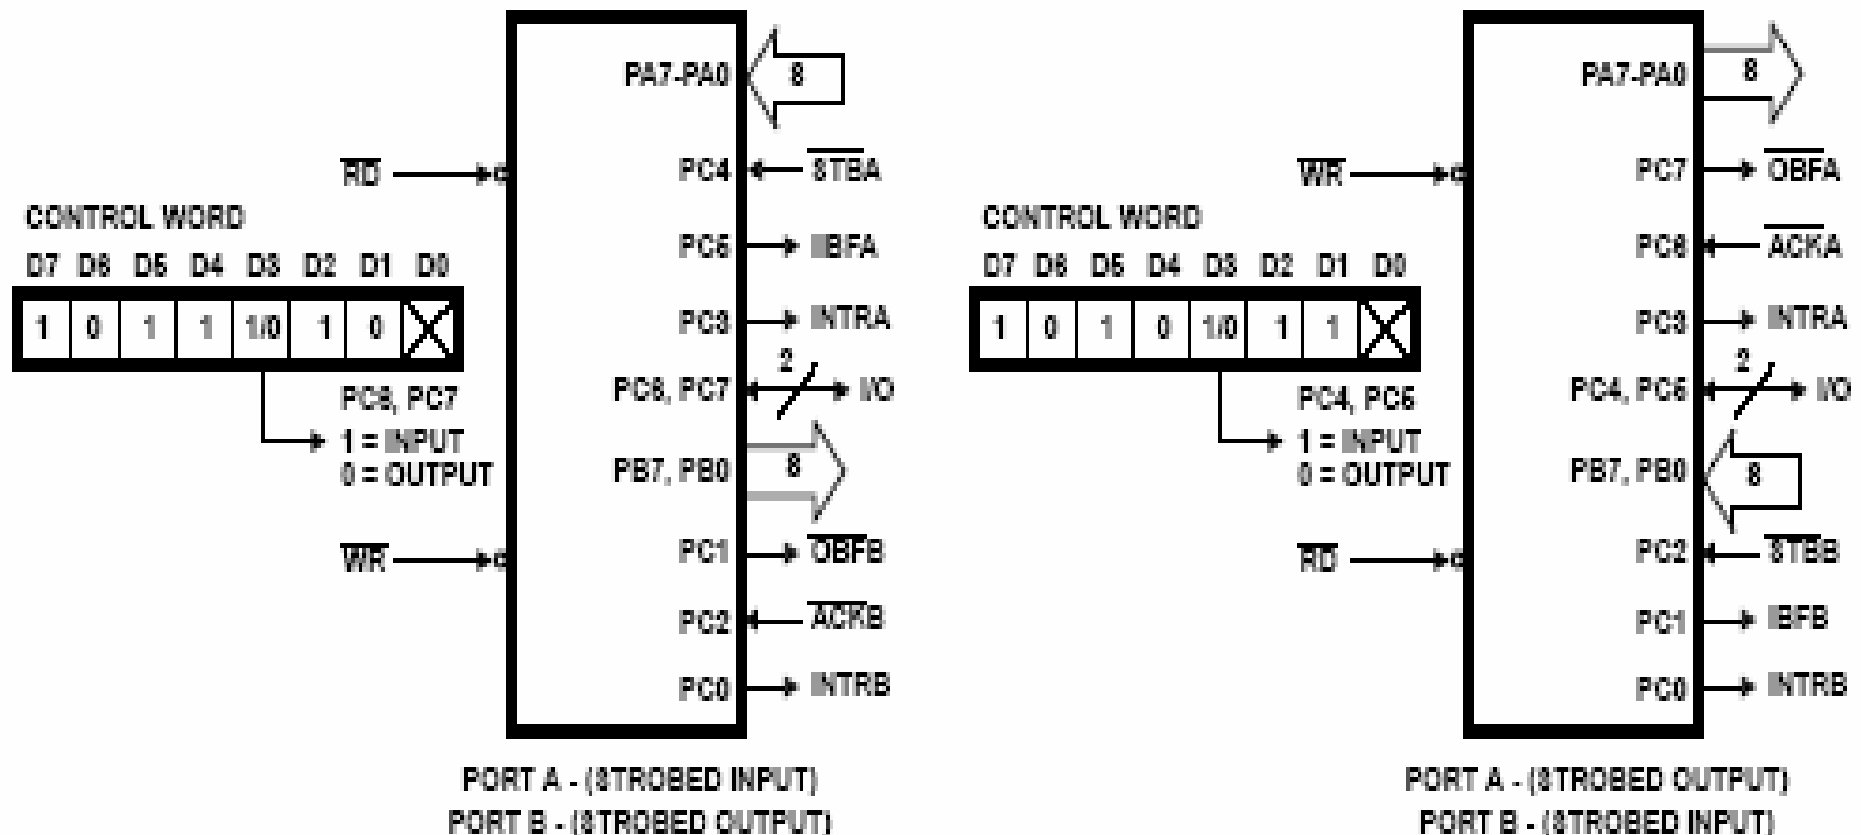 PA7-PA0
8
RD
PC4
STBA
CONTROL WORD
PC5
IBFA
D7 D6 D5 D4 D3 D2 D1 D0
1 0 1 1 1/0 1 0
PC3
INTRA
PC6, PC7
2
I/O
PC6, PC7
1 = INPUT
0 = OUTPUT
PB7, PB0
8
WR
PC1
OBFB
PC2
ACKB
PC0
INTRB
PORT A - (STROBED INPUT)
PORT B - (STROBED OUTPUT)
PA7-PA0
8
WR
PC7
OBFA
CONTROL WORD
PC6
ACKA
D7 D6 D5 D4 D3 D2 D1 D0
1 0 1 0 1/0 1 1
PC3
INTRA
PC4, PC5
2
I/O
PC4, PC5
1 = INPUT
0 = OUTPUT
PB7, PB0
8
RD
PC2
STBB
PC1
IBFB
PC0
INTRB
PORT A - (STROBED OUTPUT)
PORT B - (STROBED INPUT)